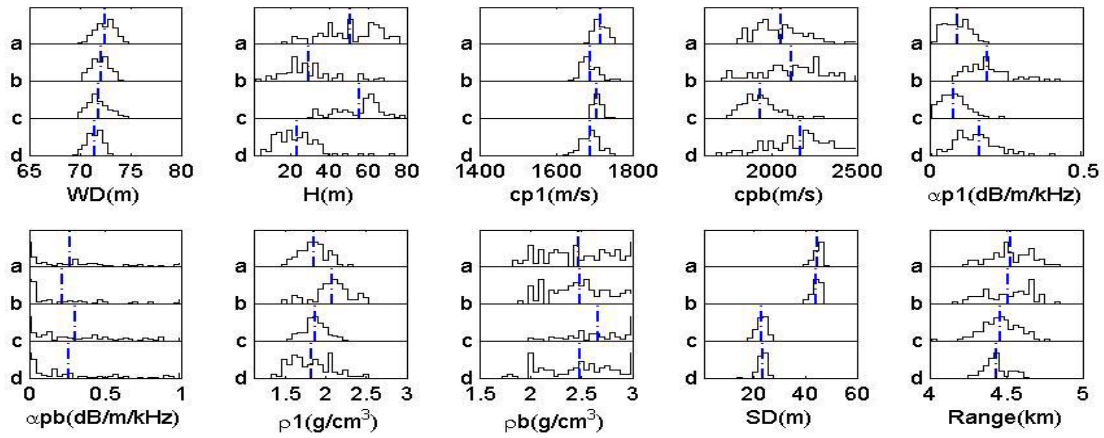 a a a a a
b b b b b
c c c c c
d d d d d
65 70 75 80 20 40 60 80 1400 1600 1800 2000 2500 0 0.5
WD(m) H(m) cp1(m/s) cpb(m/s) αp1(dB/m/kHz)
a a a a a
b b b b b
c c c c c
d d d d d
0 0.5 1 1.5 2 2.5 3 1.5 2 2.5 3 0 20 40 60 4 4.5 5
αpb(dB/m/kHz) ρ1(g/cm³) ρb(g/cm³) SD(m) Range(km)